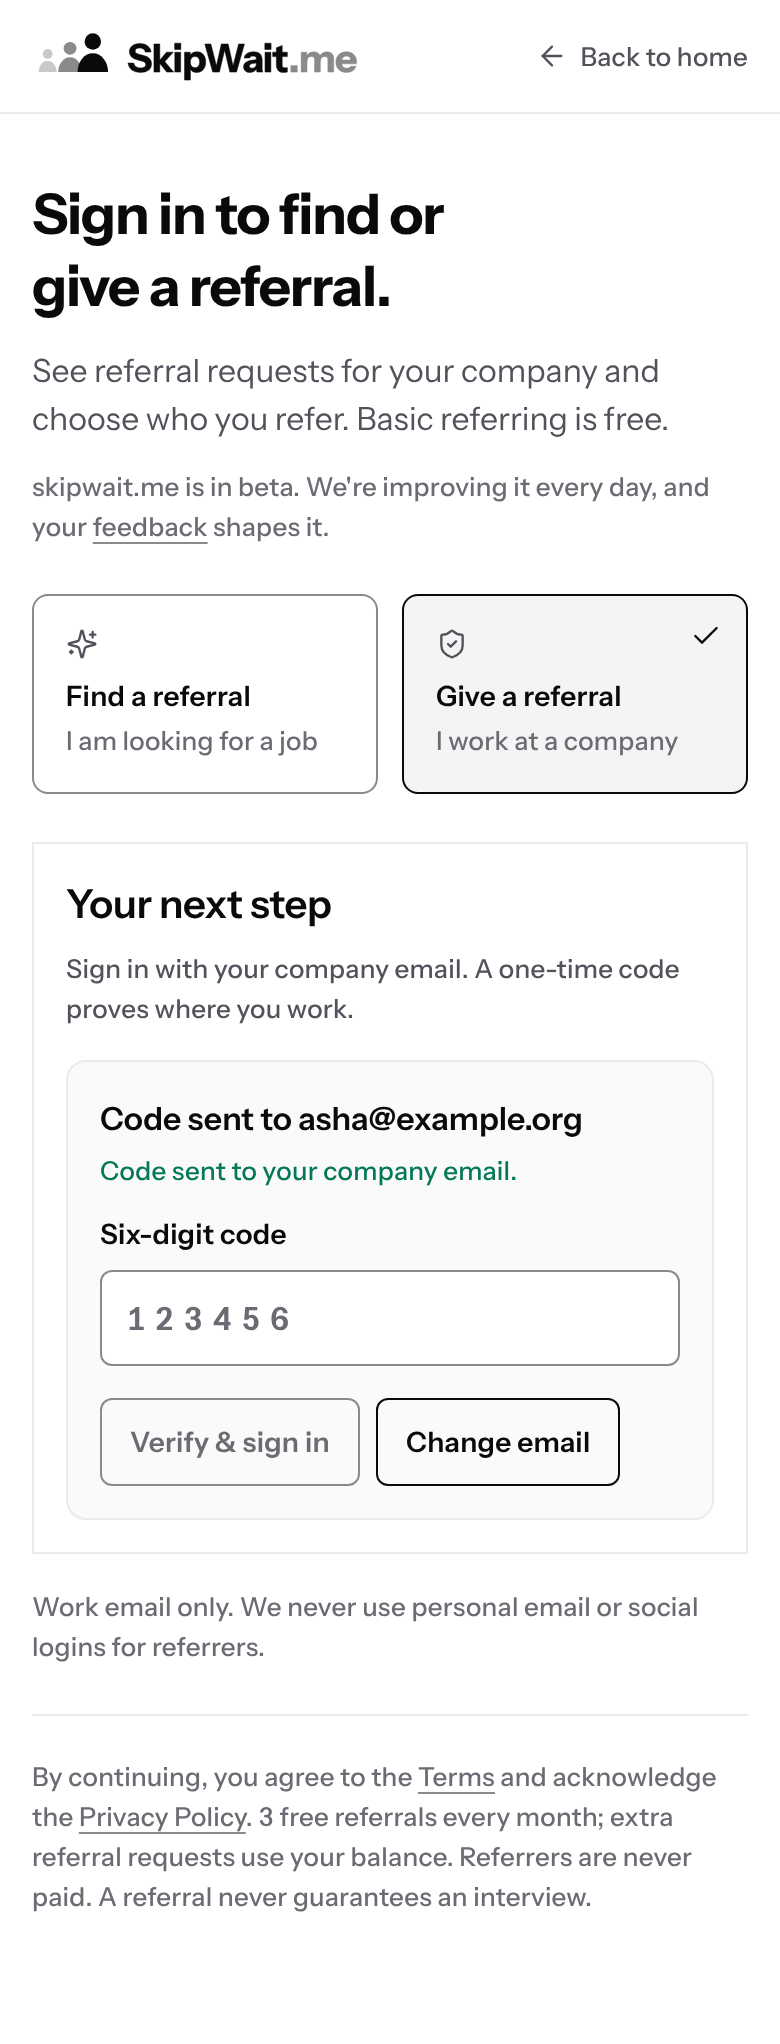 SkipWait.me
Back to home
Sign in to find or
give a referral.
See referral requests for your company and
choose who you refer. Basic referring is free.
skipwait.me is in beta. We're improving it every day, and
your feedback shapes it.
Find a referral
I am looking for a job
Give a referral
I work at a company
Your next step
Sign in with your company email. A one-time code
proves where you work.
Code sent to asha@example.org
Code sent to your company email.
Six-digit code
1 2 3 4 5 6
Verify & sign in
Change email
Work email only. We never use personal email or social
logins for referrers.
By continuing, you agree to the Terms and acknowledge
the Privacy Policy. 3 free referrals every month; extra
referral requests use your balance. Referrers are never
paid. A referral never guarantees an interview.